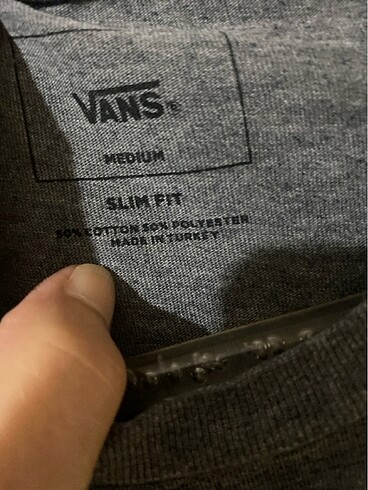 VANS
MEDIUM
SLIM FIT
50% COTTON 50% POLYESTER
MADE IN TURKEY